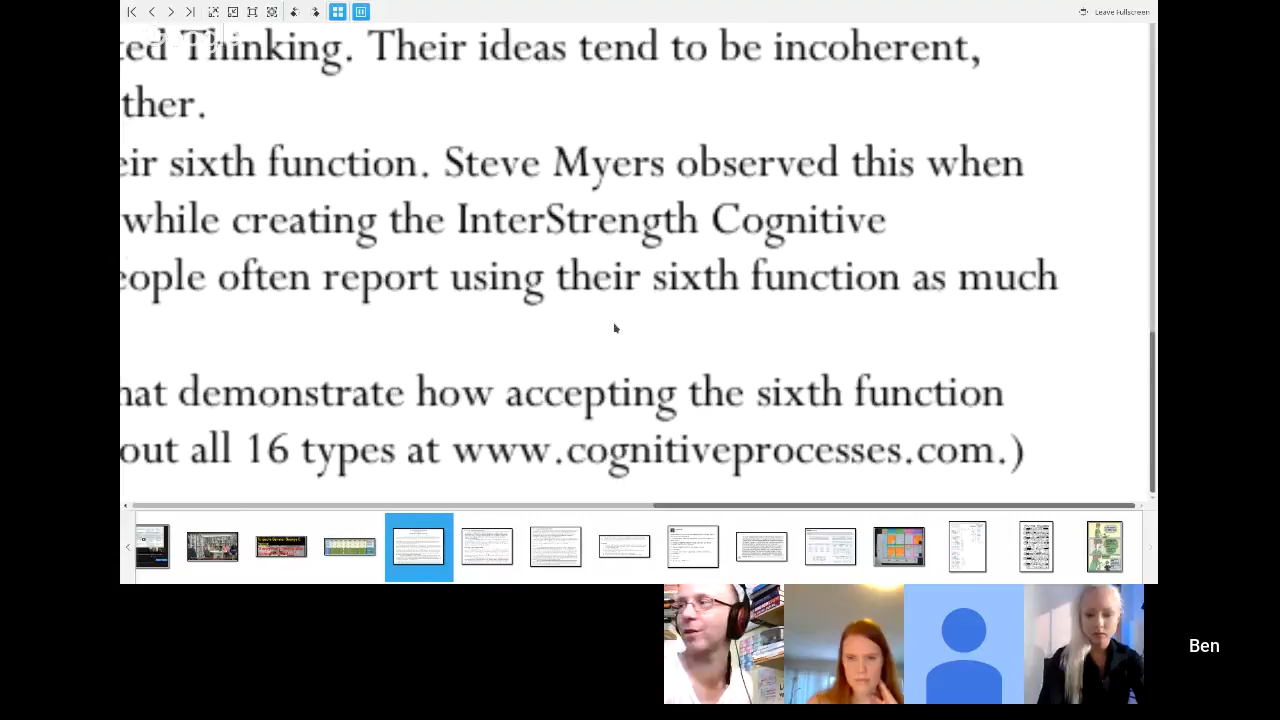 Leave Fullscreen
Google
ted Thinking. Their ideas tend to be incoherent,
ther.
eir sixth function. Steve Myers observed this when
while creating the InterStrength Cognitive
eople often report using their sixth function as much
hat demonstrate how accepting the sixth function
out all 16 types at www.cognitiveprocesses.com.)
Ben